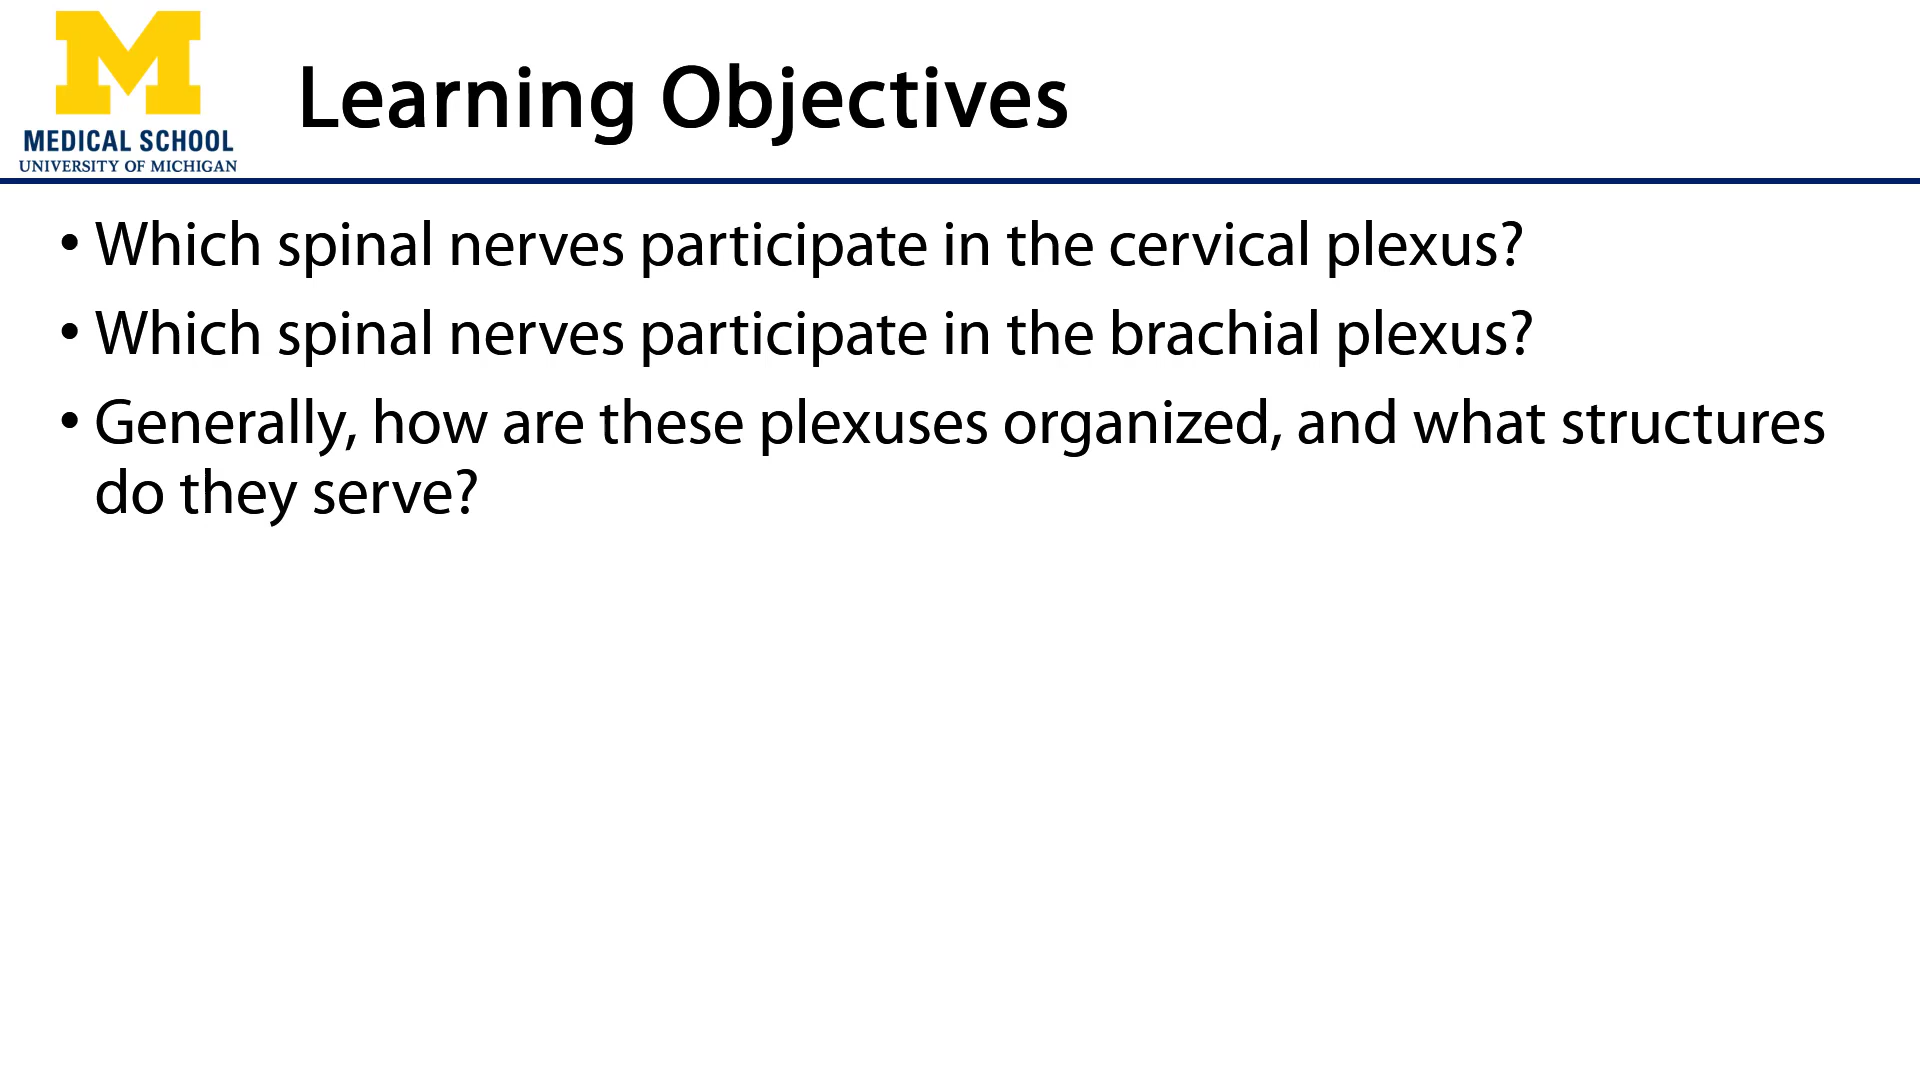 M
MEDICAL SCHOOL
UNIVERSITY OF MICHIGAN
Learning Objectives
• Which spinal nerves participate in the cervical plexus?
• Which spinal nerves participate in the brachial plexus?
• Generally, how are these plexuses organized, and what structures
do they serve?